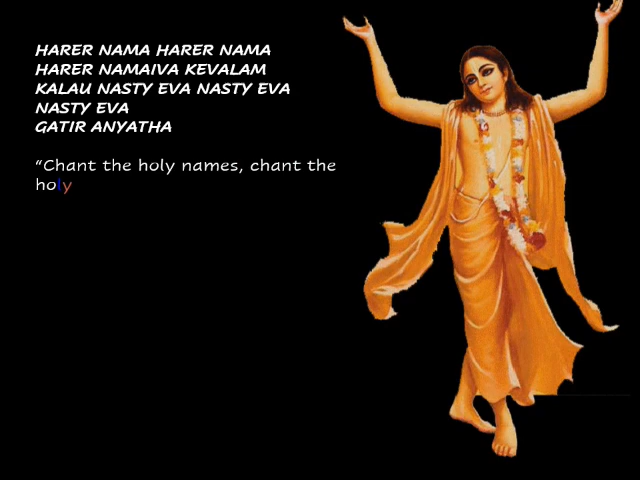 HARER NAMA HARER NAMA
HARER NAMAIVA KEVALAM
KALAU NASTY EVA NASTY EVA
NASTY EVA
GATIR ANYATHA
“Chant the holy names, chant the
holy